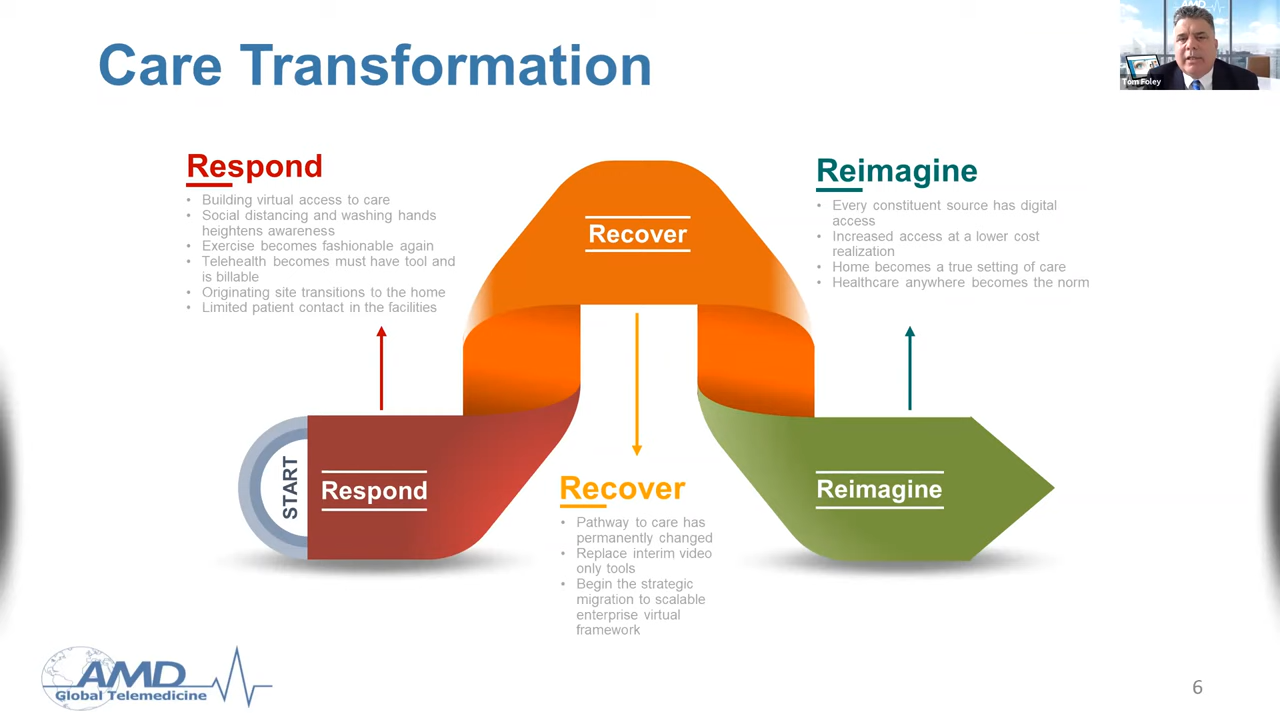 Care Transformation
AMD
Tom Foley
Respond
• Building virtual access to care
• Social distancing and washing hands
heightens awareness
• Exercise becomes fashionable again
• Telehealth becomes must have tool and
is billable
• Originating site transitions to the home
• Limited patient contact in the facilities
Recover
Reimagine
• Every constituent source has digital
access
• Increased access at a lower cost
realization
• Home becomes a true setting of care
• Healthcare anywhere becomes the norm
START
Respond
Recover
• Pathway to care has
permanently changed
• Replace interim video
only tools
• Begin the strategic
migration to scalable
enterprise virtual
framework
Reimagine
AMD
Global Telemedicine
6